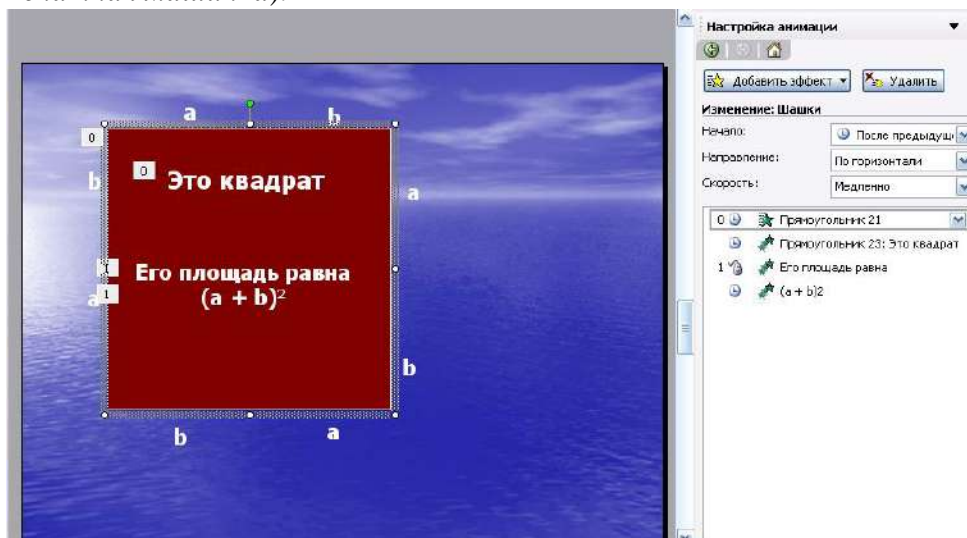 Настройка анимации
Добавить эффект
Удалить
Изменение: Шашки
Начало:
После предыдущ
Направление:
По горизонтали
Скорость:
Медленно
0 Прямоугольник 21
Прямоугольник 23: Это квадрат
1 Его площадь равна
(a + b)2
a b
0
0
b
Это квадрат
a
Его площадь равна
1
a
(a + b)²
b
b a